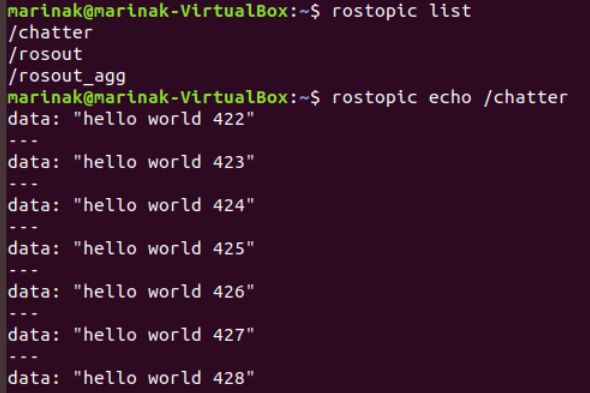 marinak@marinak-VirtualBox:~$ rostopic list
/chatter
/rosout
/rosout_agg
marinak@marinak-VirtualBox:~$ rostopic echo /chatter
data: "hello world 422"
---
data: "hello world 423"
---
data: "hello world 424"
---
data: "hello world 425"
---
data: "hello world 426"
---
data: "hello world 427"
---
data: "hello world 428"